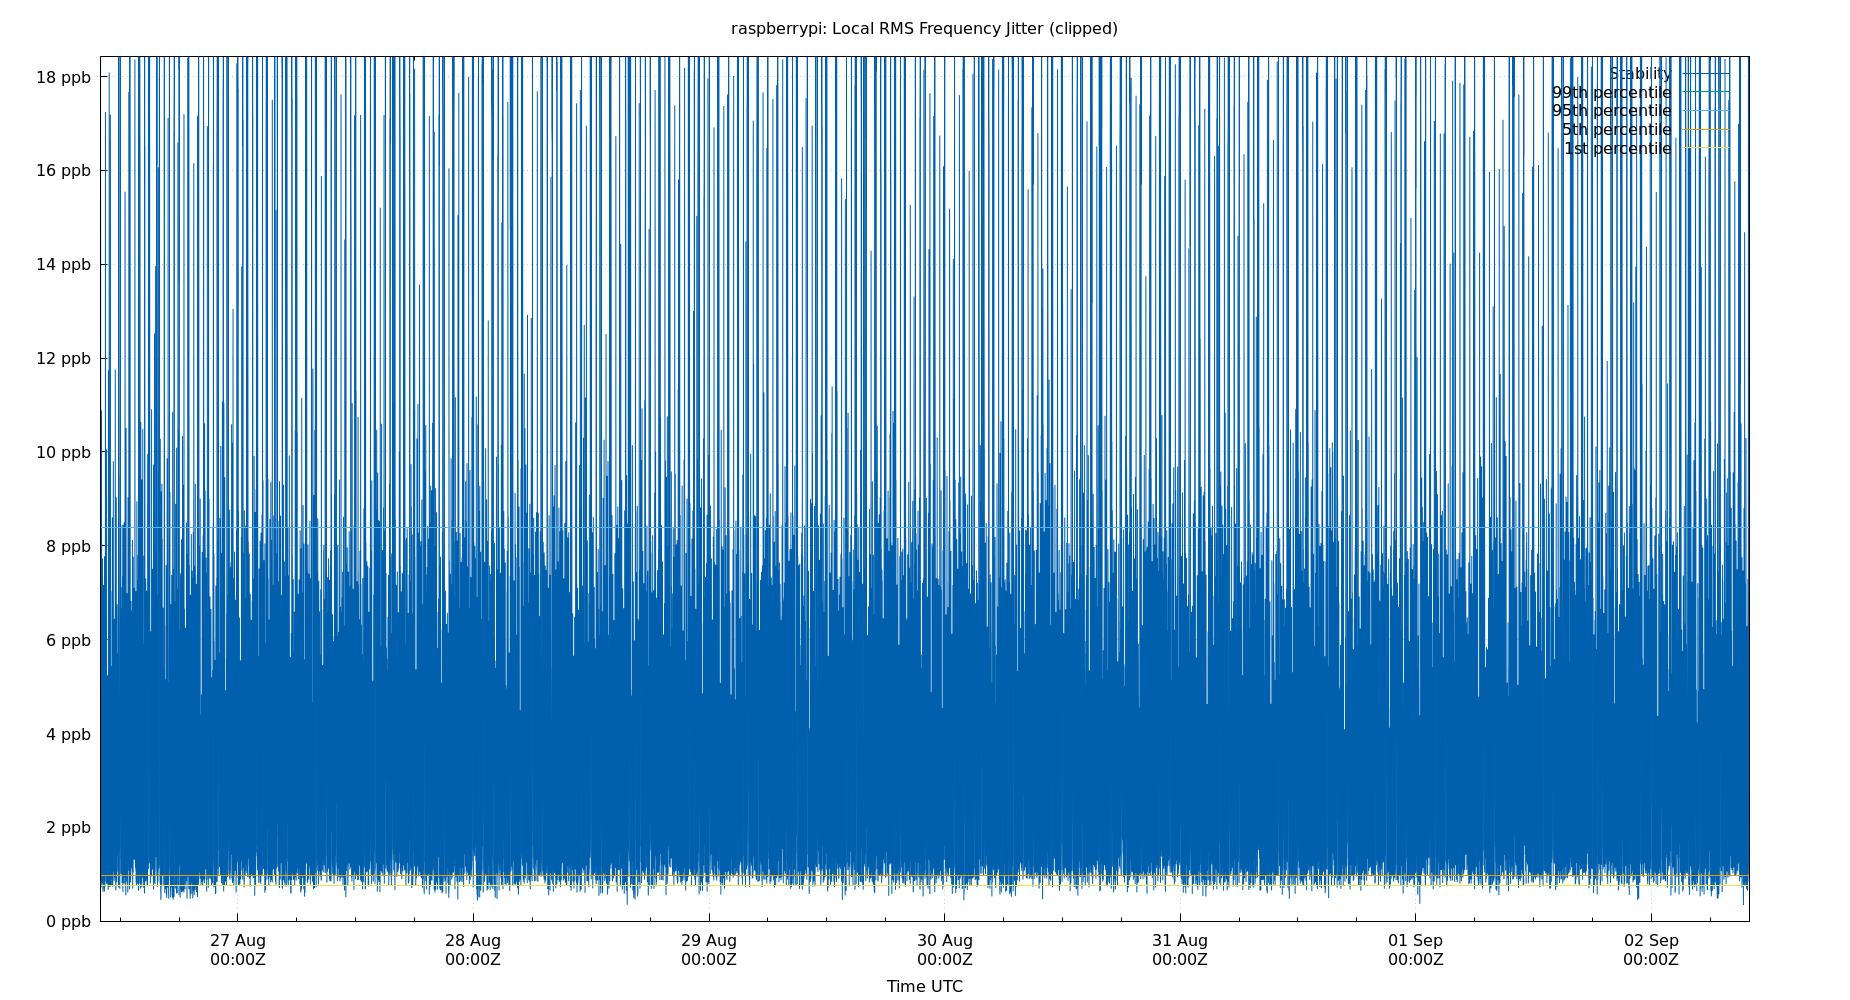 raspberrypi: Local RMS Frequency Jitter (clipped)
18 ppb
16 ppb
14 ppb
12 ppb
10 ppb
8 ppb
6 ppb
4 ppb
2 ppb
0 ppb
Stability
99th percentile
95th percentile
5th percentile
1st percentile
27 Aug
00:00Z
28 Aug
00:00Z
29 Aug
00:00Z
30 Aug
00:00Z
31 Aug
00:00Z
01 Sep
00:00Z
02 Sep
00:00Z
Time UTC